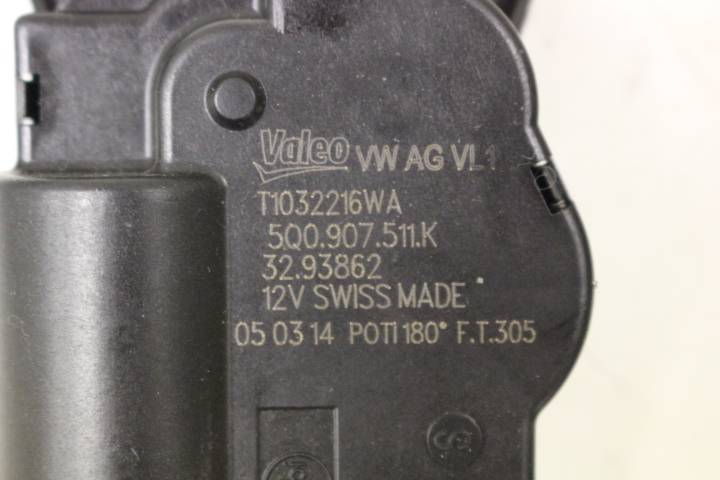 Valeo VW AG VL1
T1032216WA
5Q0.907.511.K
32.93862
12V SWISS MADE
05 03 14 POTI 180° F.T.305